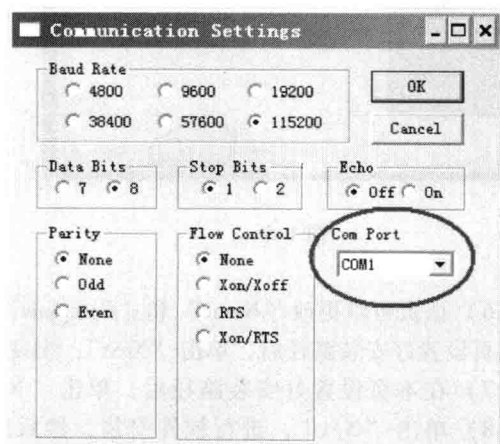 Communication Settings
Baud Rate
4800 9600 19200
38400 57600 115200
OK
Cancel
Data Bits
7 8
Stop Bits
1 2
Echo
Off On
Parity
None
Odd
Even
Flow Control
None
Xon/Xoff
RTS
Xon/RTS
Com Port
COM1